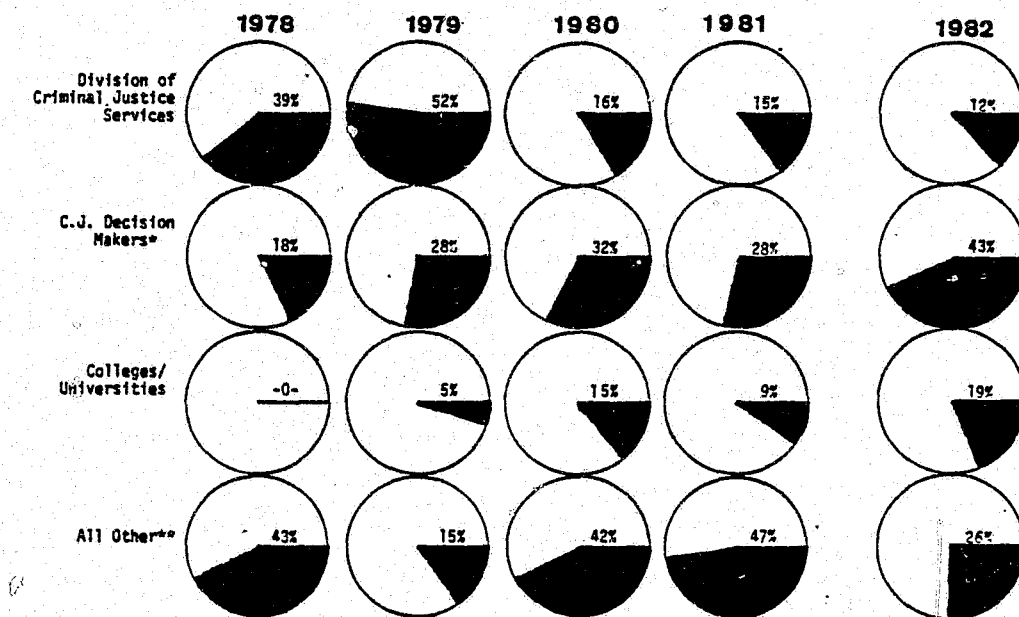 1978 1979 1980 1981 1982
Division of
Criminal Justice
Services
39% 52% 16% 15% 12%
C.J. Decision
Makers*
18% 28% 32% 28% 43%
Colleges/
Universities
-0- 5% 15% 9% 19%
All Other**
43% 15% 42% 47% 26%